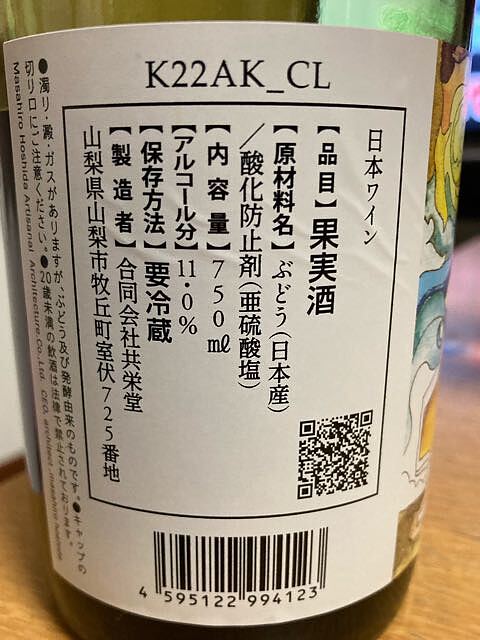 K22AK_CL
日本ワイン
【品目】果実酒
【原材料名】ぶどう(日本産)
／酸化防止剤(亜硫酸塩)
【内容量】750㎖
【アルコール分】11.0%
【保存方法】要冷蔵
【製造者】合同会社共栄堂
山梨県山梨市牧丘町室伏725番地
●濁り・澱・ガスがありますが、ぶどう及び発酵由来のものです。●キャップの
切り口にご注意ください。●20歳未満の飲酒は法律で禁止されております。
Masahiro Hoshida Artisanal Architecture.Co.Ltd. CEO, architect
4 595122 994123